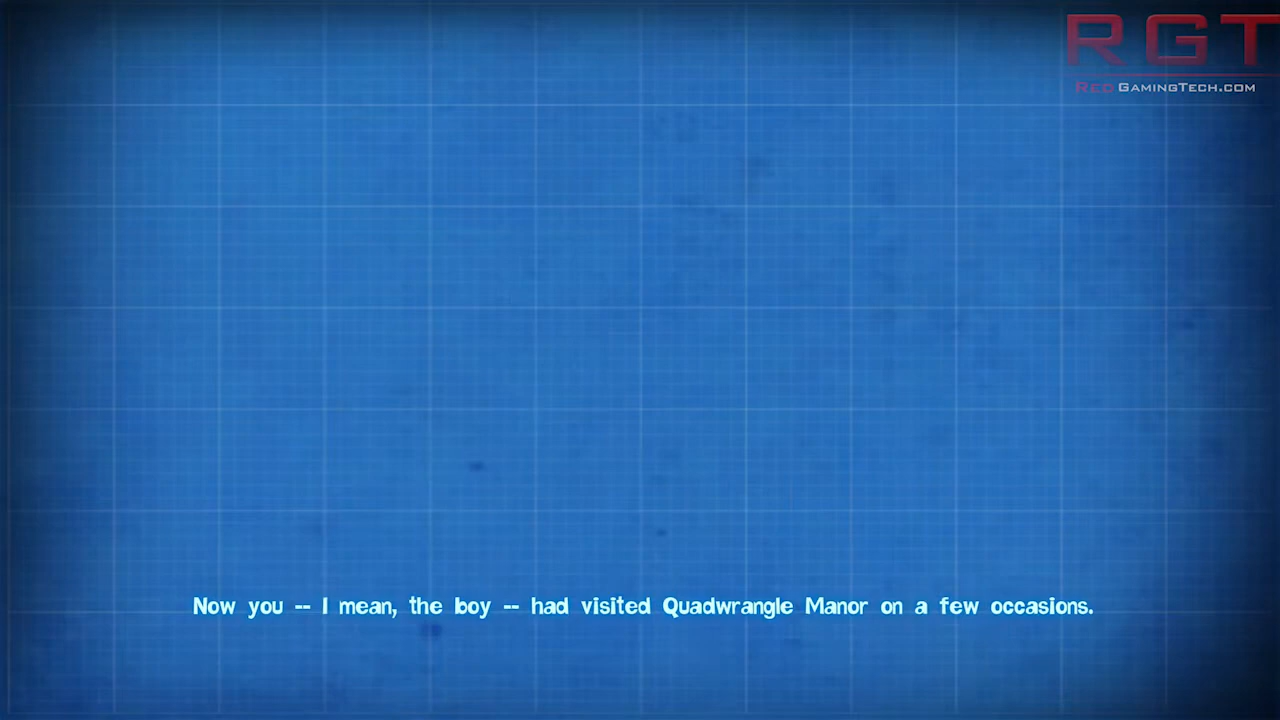 RGT
RED GAMINGTECH.COM
Now you -- I mean, the boy -- had visited Quadwrangle Manor on a few occasions.